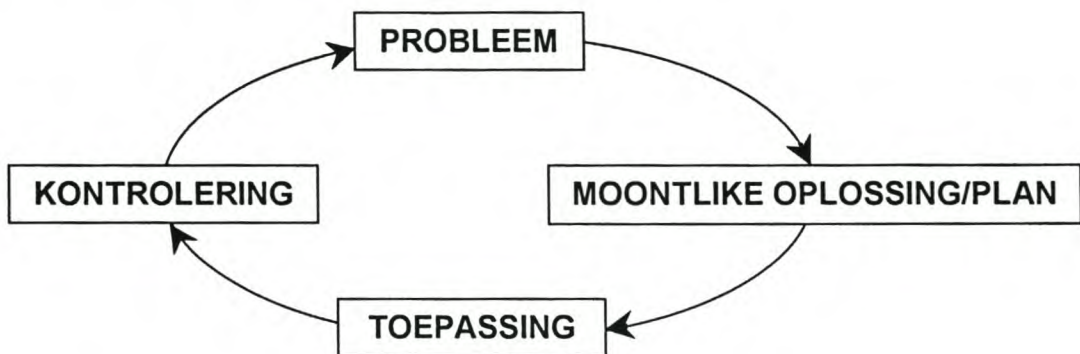 PROBLEEM
KONTROLERING
MOONTLIKE OPLOSSING/PLAN
TOEPASSING